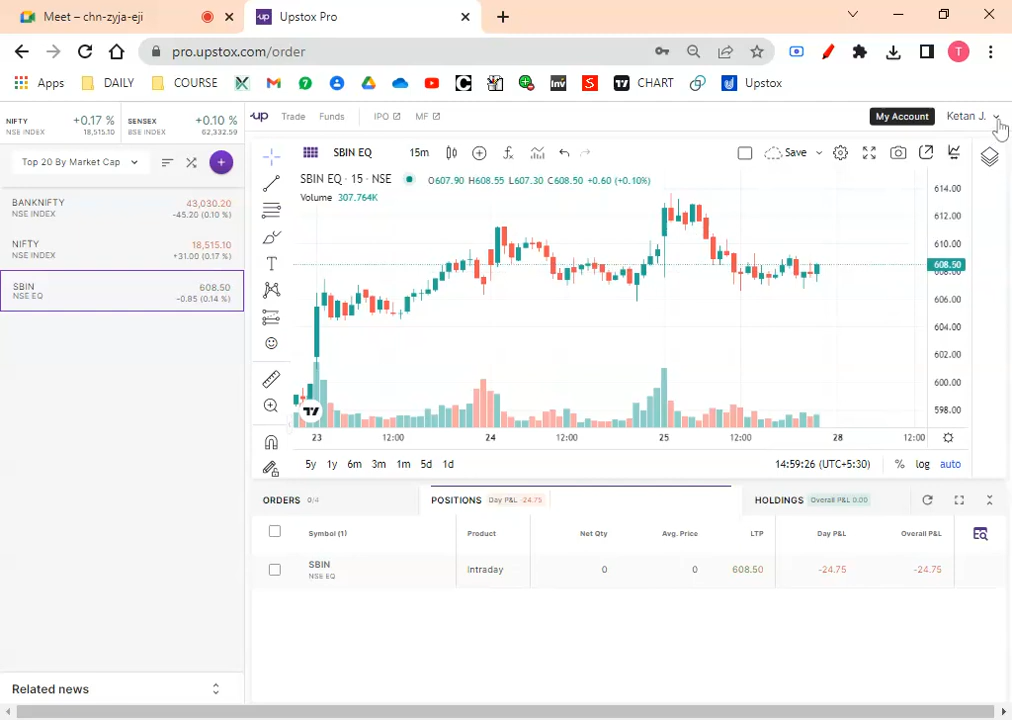 Meet – chn-zyja-eji
Upstox Pro
pro.upstox.com/order
T
Apps DAILY COURSE CHART Upstox
NIFTY +0.17 % SENSEX +0.10 %
NSE INDEX 18,515.10 BSE INDEX 62,332.59
up Trade Funds IPO MF My Account Ketan J.
Top 20 By Market Cap
BANKNIFTY 43,030.20
NSE INDEX -45.20 (0.10 %)
NIFTY 18,515.10
NSE INDEX +31.00 (0.17 %)
SBIN 608.50
NSE EQ -0.85 (0.14 %)
SBIN EQ 15m Save
SBIN EQ · 15 · NSE O607.90 H608.55 L607.30 C608.50 +0.60 (+0.10%)
Volume 307.764K
614.00
612.00
610.00
608.50
608.00
606.00
604.00
602.00
600.00
598.00
23 12:00 24 12:00 25 12:00 28 12:00
5y 1y 6m 3m 1m 5d 1d 14:59:26 (UTC+5:30) % log auto
ORDERS 0/4 POSITIONS Day P&L -24.75 HOLDINGS Overall P&L 0.00
Symbol (1) Product Net Qty Avg. Price LTP Day P&L Overall P&L
SBIN Intraday 0 0 608.50 -24.75 -24.75
NSE EQ
Related news